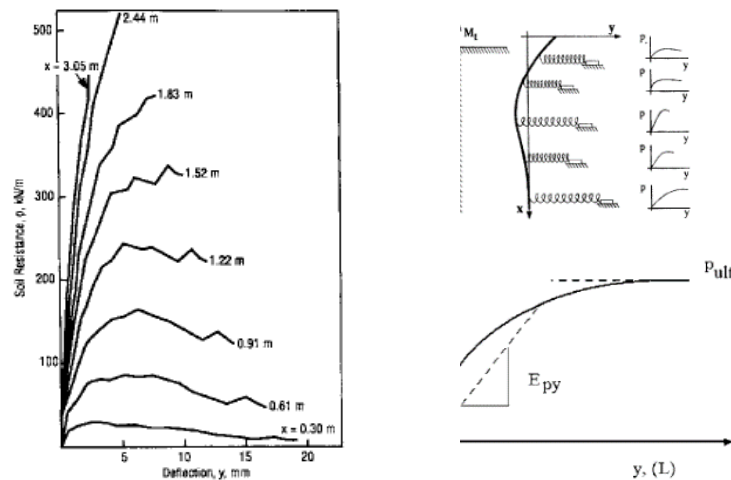 500
400
300
200
100
Soil Resistance, p, kN/m
2.44 m
x = 3.05 m
1.83 m
1.52 m
1.22 m
0.91 m
0.61 m
x = 0.30 m
5
10
15
20
Deflection, y, mm
M t
y
x
P
y
P
y
P
y
P
y
P
y
p ult
E py
y, (L)